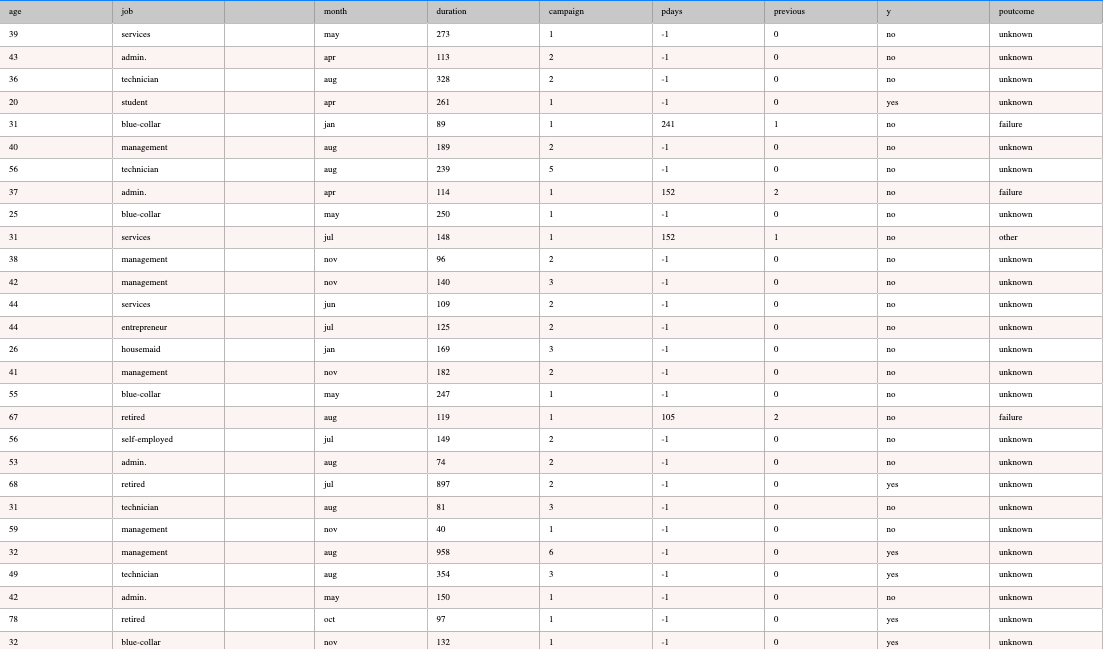 age job month duration campaign pdays previous y poutcome
39 services may 273 1 -1 0 no unknown
43 admin. apr 113 2 -1 0 no unknown
36 technician aug 328 2 -1 0 no unknown
20 student apr 261 1 -1 0 yes unknown
31 blue-collar jan 89 1 241 1 no failure
40 management aug 189 2 -1 0 no unknown
56 technician aug 239 5 -1 0 no unknown
37 admin. apr 114 1 152 2 no failure
25 blue-collar may 250 1 -1 0 no unknown
31 services jul 148 1 152 1 no other
38 management nov 96 2 -1 0 no unknown
42 management nov 140 3 -1 0 no unknown
44 services jun 109 2 -1 0 no unknown
44 entrepreneur jul 125 2 -1 0 no unknown
26 housemaid jan 169 3 -1 0 no unknown
41 management nov 182 2 -1 0 no unknown
55 blue-collar may 247 1 -1 0 no unknown
67 retired aug 119 1 105 2 no failure
56 self-employed jul 149 2 -1 0 no unknown
53 admin. aug 74 2 -1 0 no unknown
68 retired jul 897 2 -1 0 yes unknown
31 technician aug 81 3 -1 0 no unknown
59 management nov 40 1 -1 0 no unknown
32 management aug 958 6 -1 0 yes unknown
49 technician aug 354 3 -1 0 yes unknown
42 admin. may 150 1 -1 0 no unknown
78 retired oct 97 1 -1 0 yes unknown
32 blue-collar nov 132 1 -1 0 yes unknown